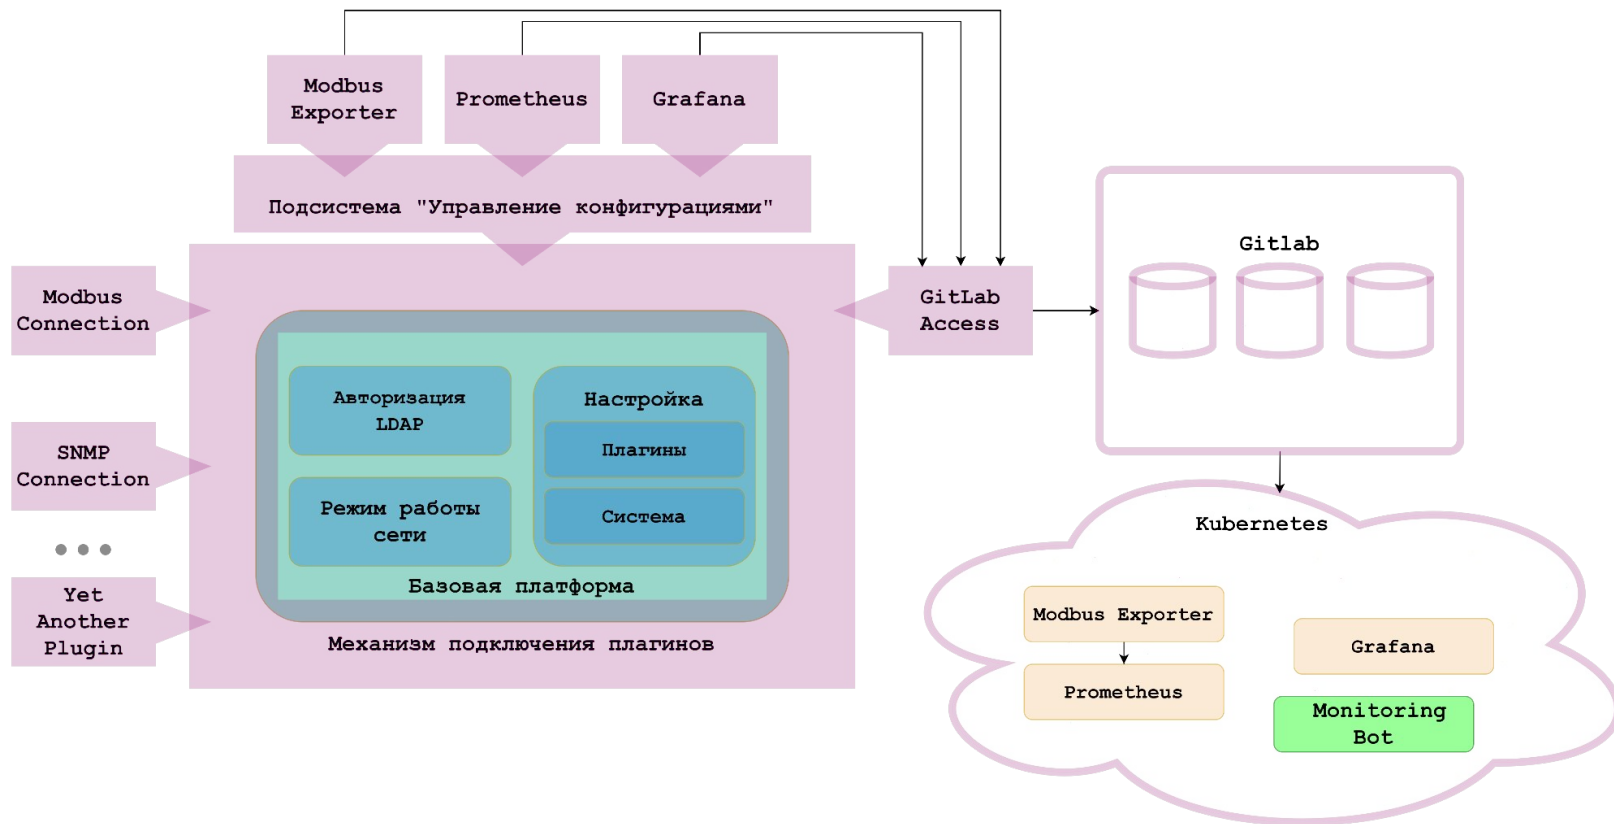 Modbus
Exporter
Prometheus
Grafana
Подсистема "Управление конфигурациями"
Modbus
Connection
SNMP
Connection
Yet
Another
Plugin
Авторизация
LDAP
Режим работы
сети
Настройка
Плагины
Система
Базовая платформа
Механизм подключения плагинов
GitLab
Access
Gitlab
Kubernetes
Modbus Exporter
Prometheus
Grafana
Monitoring
Bot